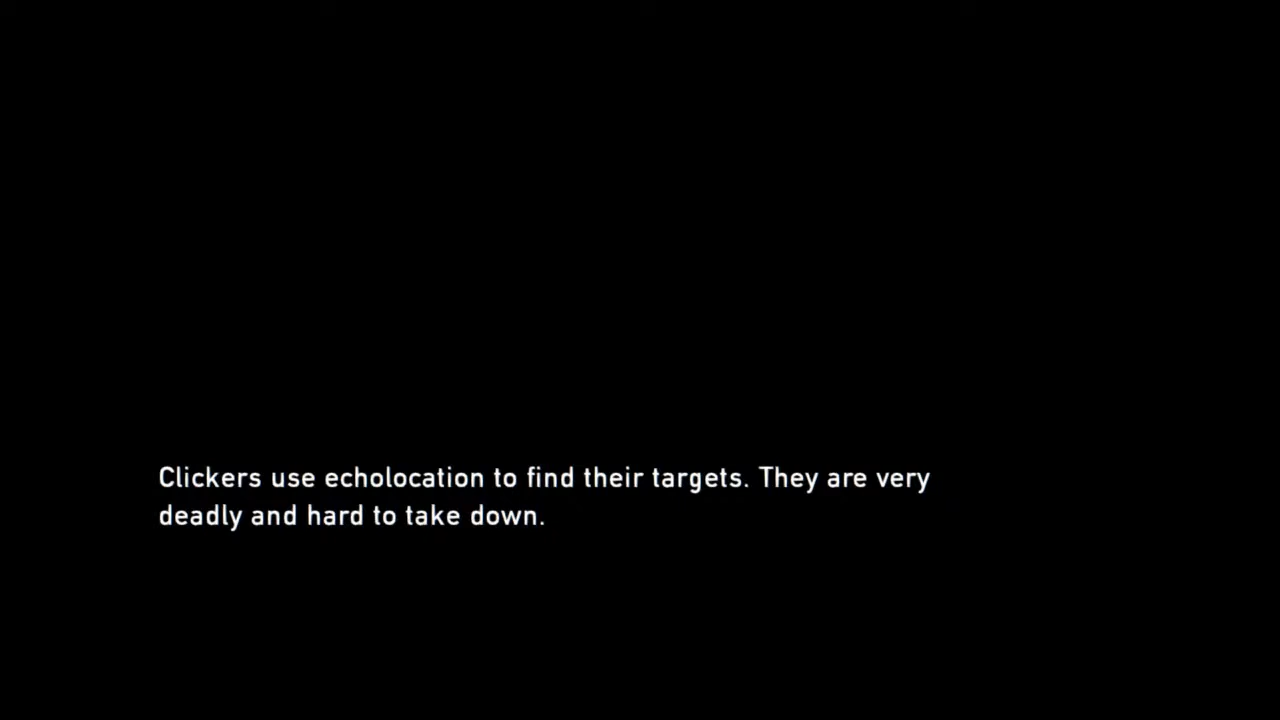 Clickers use echolocation to find their targets. They are very
deadly and hard to take down.